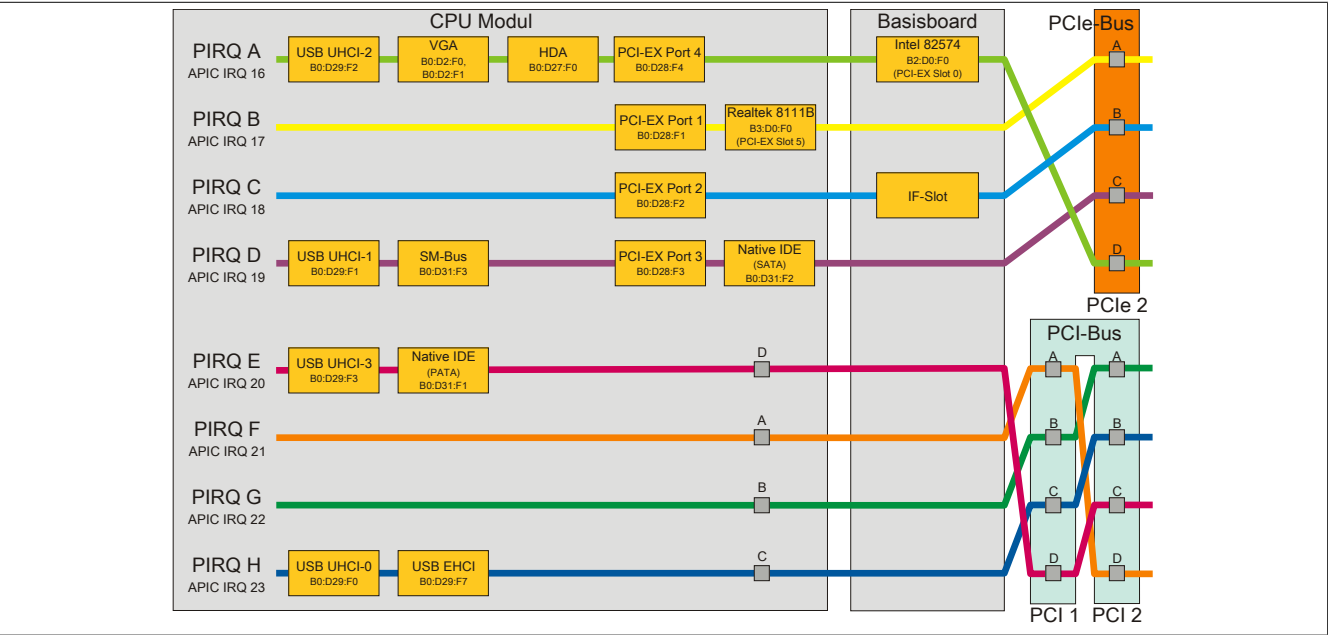 CPU Modul
Basisboard
PCIe-Bus
PIRQ A
APIC IRQ 16
USB UHCI-2
B0:D29:F2
VGA
B0:D2:F0,
B0:D2:F1
HDA
B0:D27:F0
PCI-EX Port 4
B0:D28:F4
Intel 82574
B2:D0:F0
(PCI-EX Slot 0)
A
PIRQ B
APIC IRQ 17
PCI-EX Port 1
B0:D28:F1
Realtek 8111B
B3:D0:F0
(PCI-EX Slot 5)
B
PIRQ C
APIC IRQ 18
PCI-EX Port 2
B0:D28:F2
IF-Slot
C
PIRQ D
APIC IRQ 19
USB UHCI-1
B0:D29:F1
SM-Bus
B0:D31:F3
PCI-EX Port 3
B0:D28:F3
Native IDE
(SATA)
B0:D31:F2
D
PCIe 2
PCI-Bus
PIRQ E
APIC IRQ 20
USB UHCI-3
B0:D29:F3
Native IDE
(PATA)
B0:D31:F1
D
A
A
PIRQ F
APIC IRQ 21
A
B
B
PIRQ G
APIC IRQ 22
B
C
C
PIRQ H
APIC IRQ 23
USB UHCI-0
B0:D29:F0
USB EHCI
B0:D29:F7
C
D
D
PCI 1
PCI 2